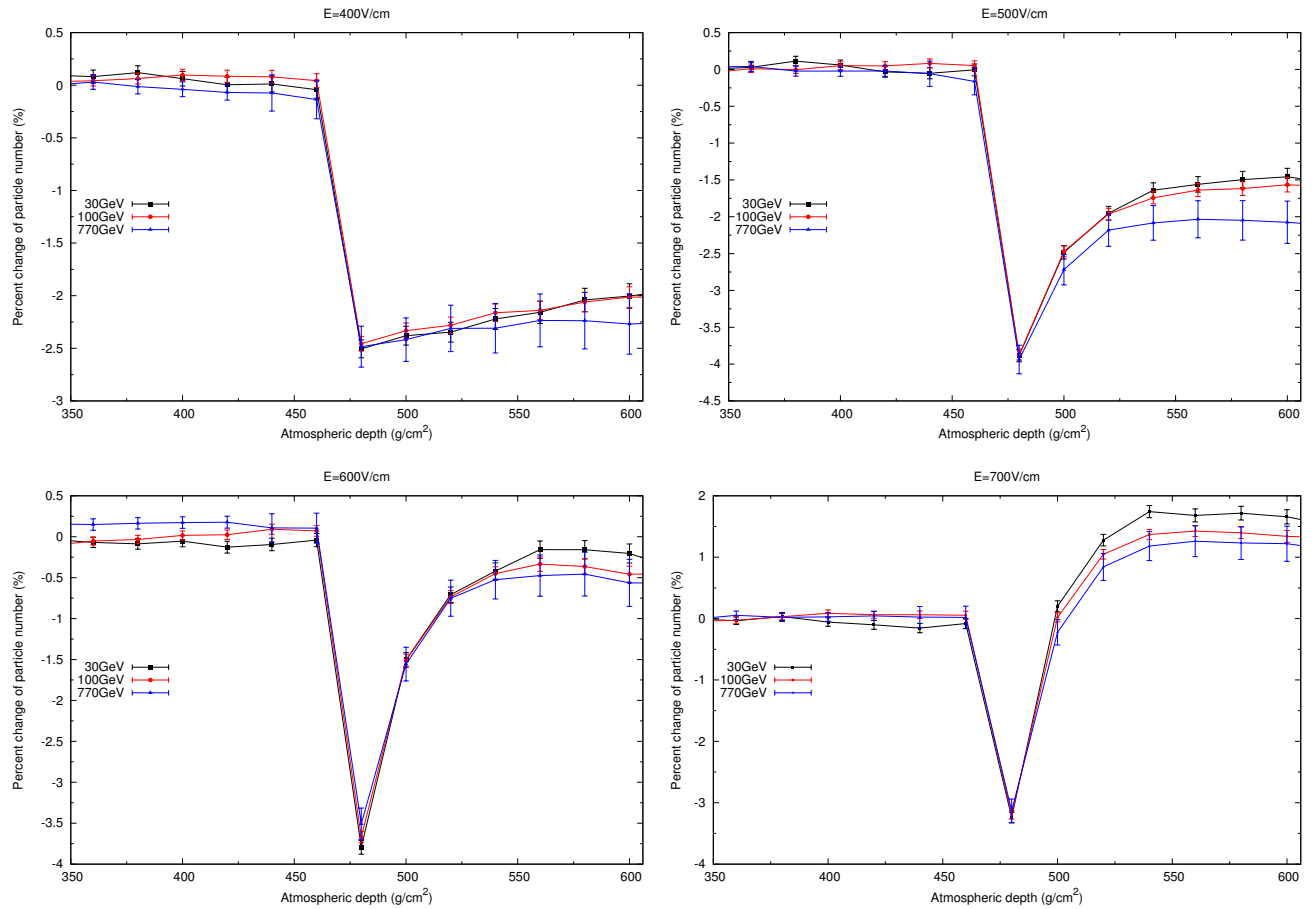 E=400V/cm
0.5
0
-0.5
-1
-1.5
-2
-2.5
-3
350
400
450
500
550
600
Percent change of particle number (%)
Atmospheric depth (g/cm²)
30GeV
100GeV
770GeV
E=500V/cm
0.5
0
-0.5
-1
-1.5
-2
-2.5
-3
-3.5
-4
-4.5
350
400
450
500
550
600
Percent change of particle number (%)
Atmospheric depth (g/cm²)
30GeV
100GeV
770GeV
E=600V/cm
0.5
0
-0.5
-1
-1.5
-2
-2.5
-3
-3.5
-4
350
400
450
500
550
600
Percent change of particle number (%)
Atmospheric depth (g/cm²)
30GeV
100GeV
770GeV
E=700V/cm
2
1
0
-1
-2
-3
-4
350
400
450
500
550
600
Percent change of particle number (%)
Atmospheric depth (g/cm²)
30GeV
100GeV
770GeV